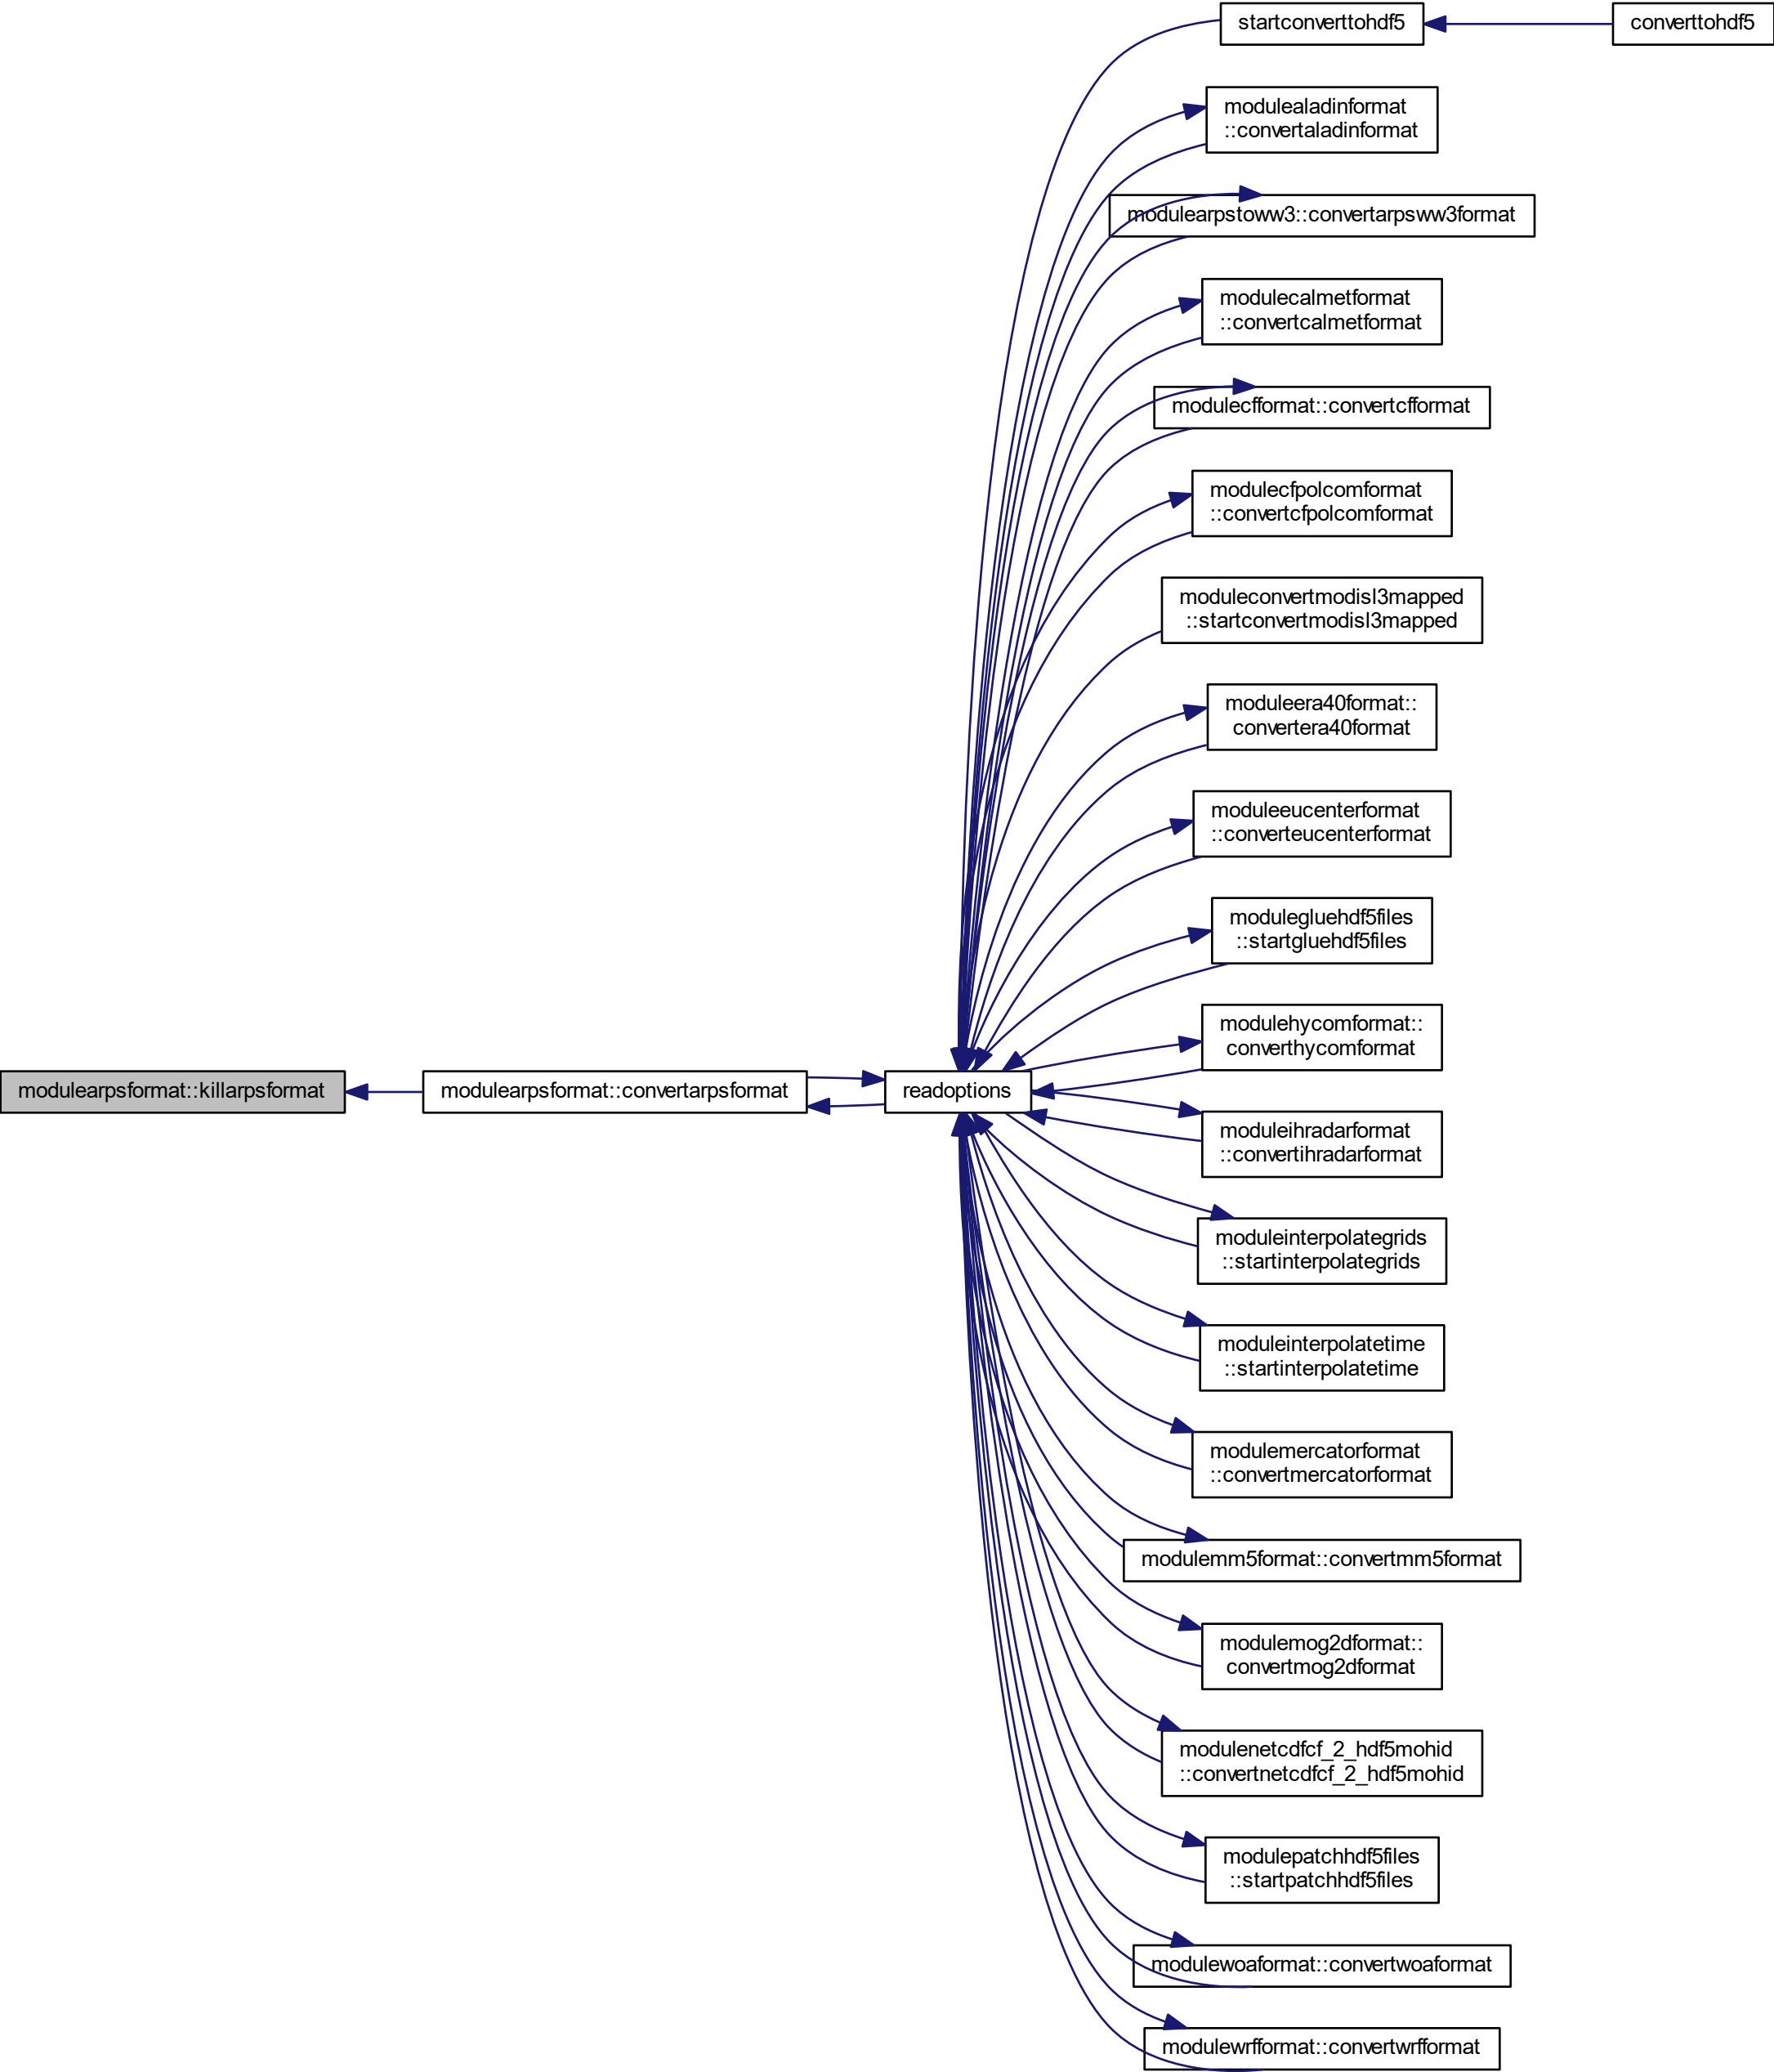 startconverttohdf5
converttohdf5
modulealadinformat
::convertaladinformat
modulearpstoww3::convertarpsww3format
modulecalmetformat
::convertcalmetformat
modulecfformat::convertcfformat
modulecfpolcomformat
::convertcfpolcomformat
moduleconvertmodisl3mapped
::startconvertmodisl3mapped
moduleera40format::
convertera40format
moduleeucenterformat
::converteucenterformat
modulegluehdf5files
::startgluehdf5files
modulehycomformat::
converthycomformat
modulearpsformat::killarpsformat
modulearpsformat::convertarpsformat
readoptions
moduleihradarformat
::convertihradarformat
moduleinterpolategrids
::startinterpolategrids
moduleinterpolatetime
::startinterpolatetime
modulemercatorformat
::convertmercatorformat
modulemm5format::convertmm5format
modulemog2dformat::
convertmog2dformat
modulenetcdfcf_2_hdf5mohid
::convertnetcdfcf_2_hdf5mohid
modulepatchhdf5files
::startpatchhdf5files
modulewoaformat::convertwoaformat
modulewrfformat::convertwrfformat